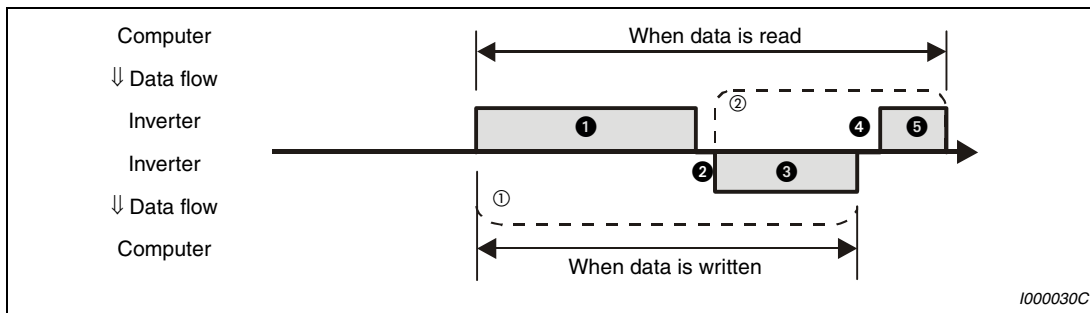 Computer
When data is read
⇓ Data flow
②
Inverter
❶
❹
❺
Inverter
❷
❸
①
⇓ Data flow
Computer
When data is written
I000030C